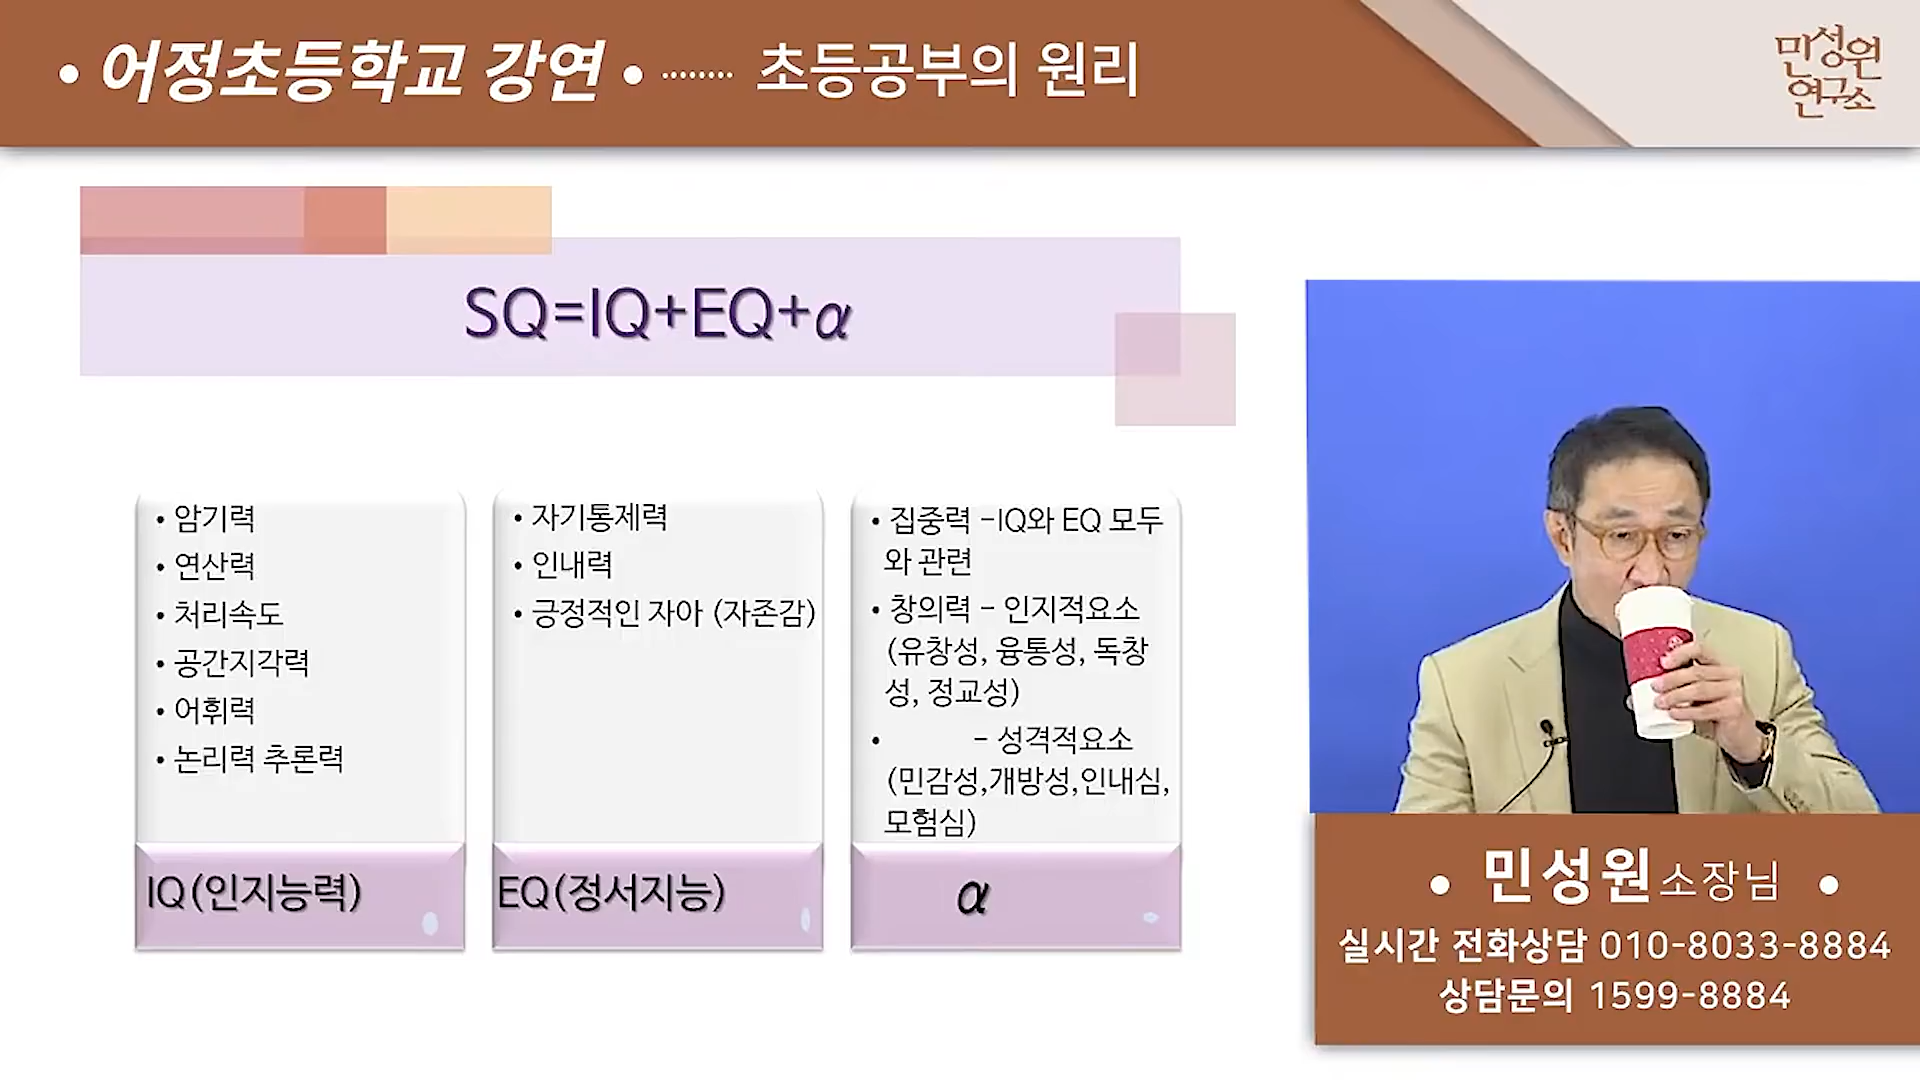 • 어정초등학교 강연 • ········ 초등공부의 원리
민성원
연구소
SQ=IQ+EQ+α
• 암기력
• 연산력
• 처리속도
• 공간지각력
• 어휘력
• 논리력 추론력
IQ(인지능력)
• 자기통제력
• 인내력
• 긍정적인 자아 (자존감)
EQ(정서지능)
• 집중력 –IQ와 EQ 모두
와 관련
• 창의력 – 인지적요소
(유창성, 융통성, 독창
성, 정교성)
• – 성격적요소
(민감성,개방성,인내심,
모험심)
α
• 민성원 소장님 •
실시간 전화상담 010-8033-8884
상담문의 1599-8884